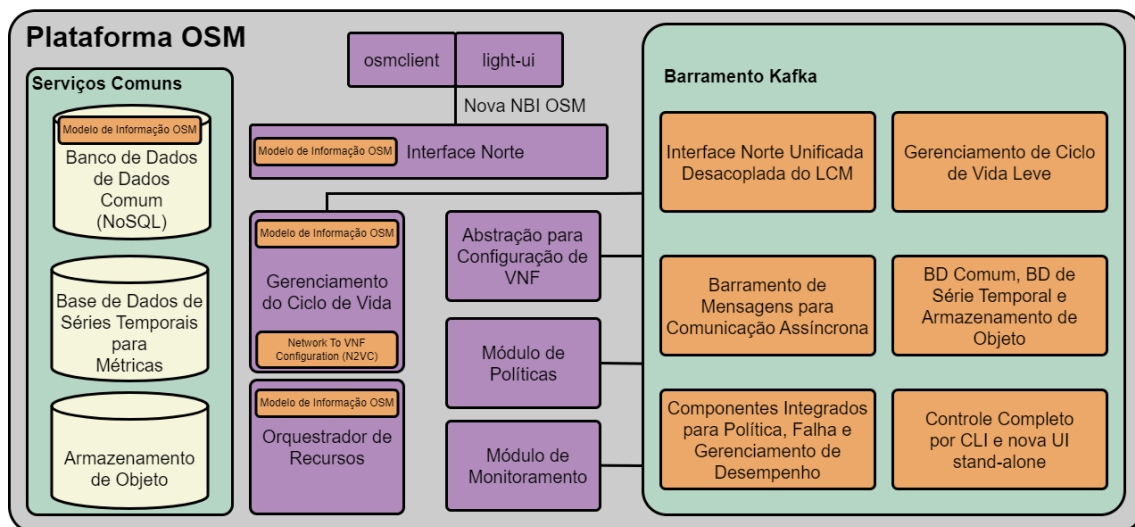 Plataforma OSM
Serviços Comuns
Modelo de Informação OSM
Banco de Dados
de Dados
Comum
(NoSQL)
Base de Dados de
Séries Temporais
para
Métricas
Armazenamento
de Objeto
osmclient
light-ui
Nova NBI OSM
Modelo de Informação OSM
Interface Norte
Modelo de Informação OSM
Gerenciamento
do Ciclo de Vida
Network To VNF
Configuration (N2VC)
Modelo de Informação OSM
Orquestrador de
Recursos
Abstração para
Configuração de
VNF
Módulo de
Políticas
Módulo de
Monitoramento
Barramento Kafka
Interface Norte Unificada
Desacoplada do LCM
Gerenciamento de Ciclo
de Vida Leve
Barramento de
Mensagens para
Comunicação Assíncrona
BD Comum, BD de
Série Temporal e
Armazenamento de
Objeto
Componentes Integrados
para Política, Falha e
Gerenciamento de
Desempenho
Controle Completo
por CLI e nova UI
stand-alone